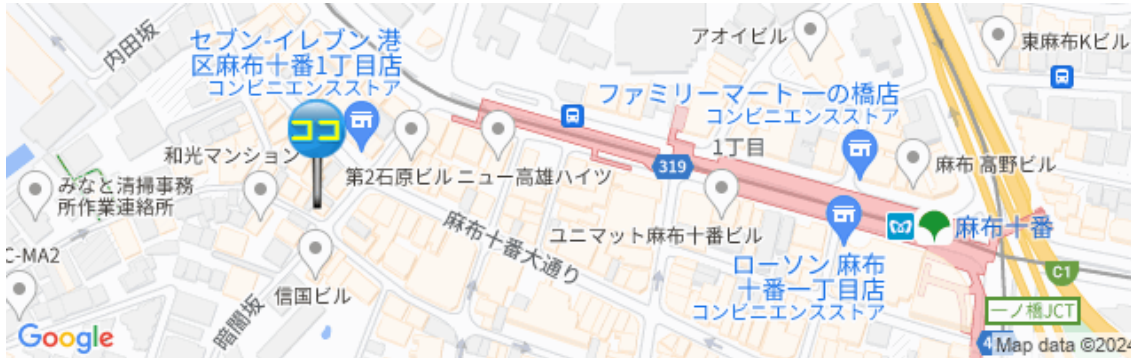 内田坂
セブン-イレブン 港
区麻布十番1丁目店
コンビニエンスストア
アオイビル
東麻布Kビル
ファミリーマート 一の橋店
コンビニエンスストア
ココ
和光マンション
1丁目
319
麻布 髙野ビル
みなと清掃事務
所作業連絡所
第2石原ビル
ニュー高雄ハイツ
麻布十番大通り
ユニマット麻布十番ビル
麻布十番
C-MA2
信国ビル
ローソン 麻布
十番一丁目店
コンビニエンスストア
C1
一ノ橋JCT
暗闇坂
Google
4
Map data ©2024